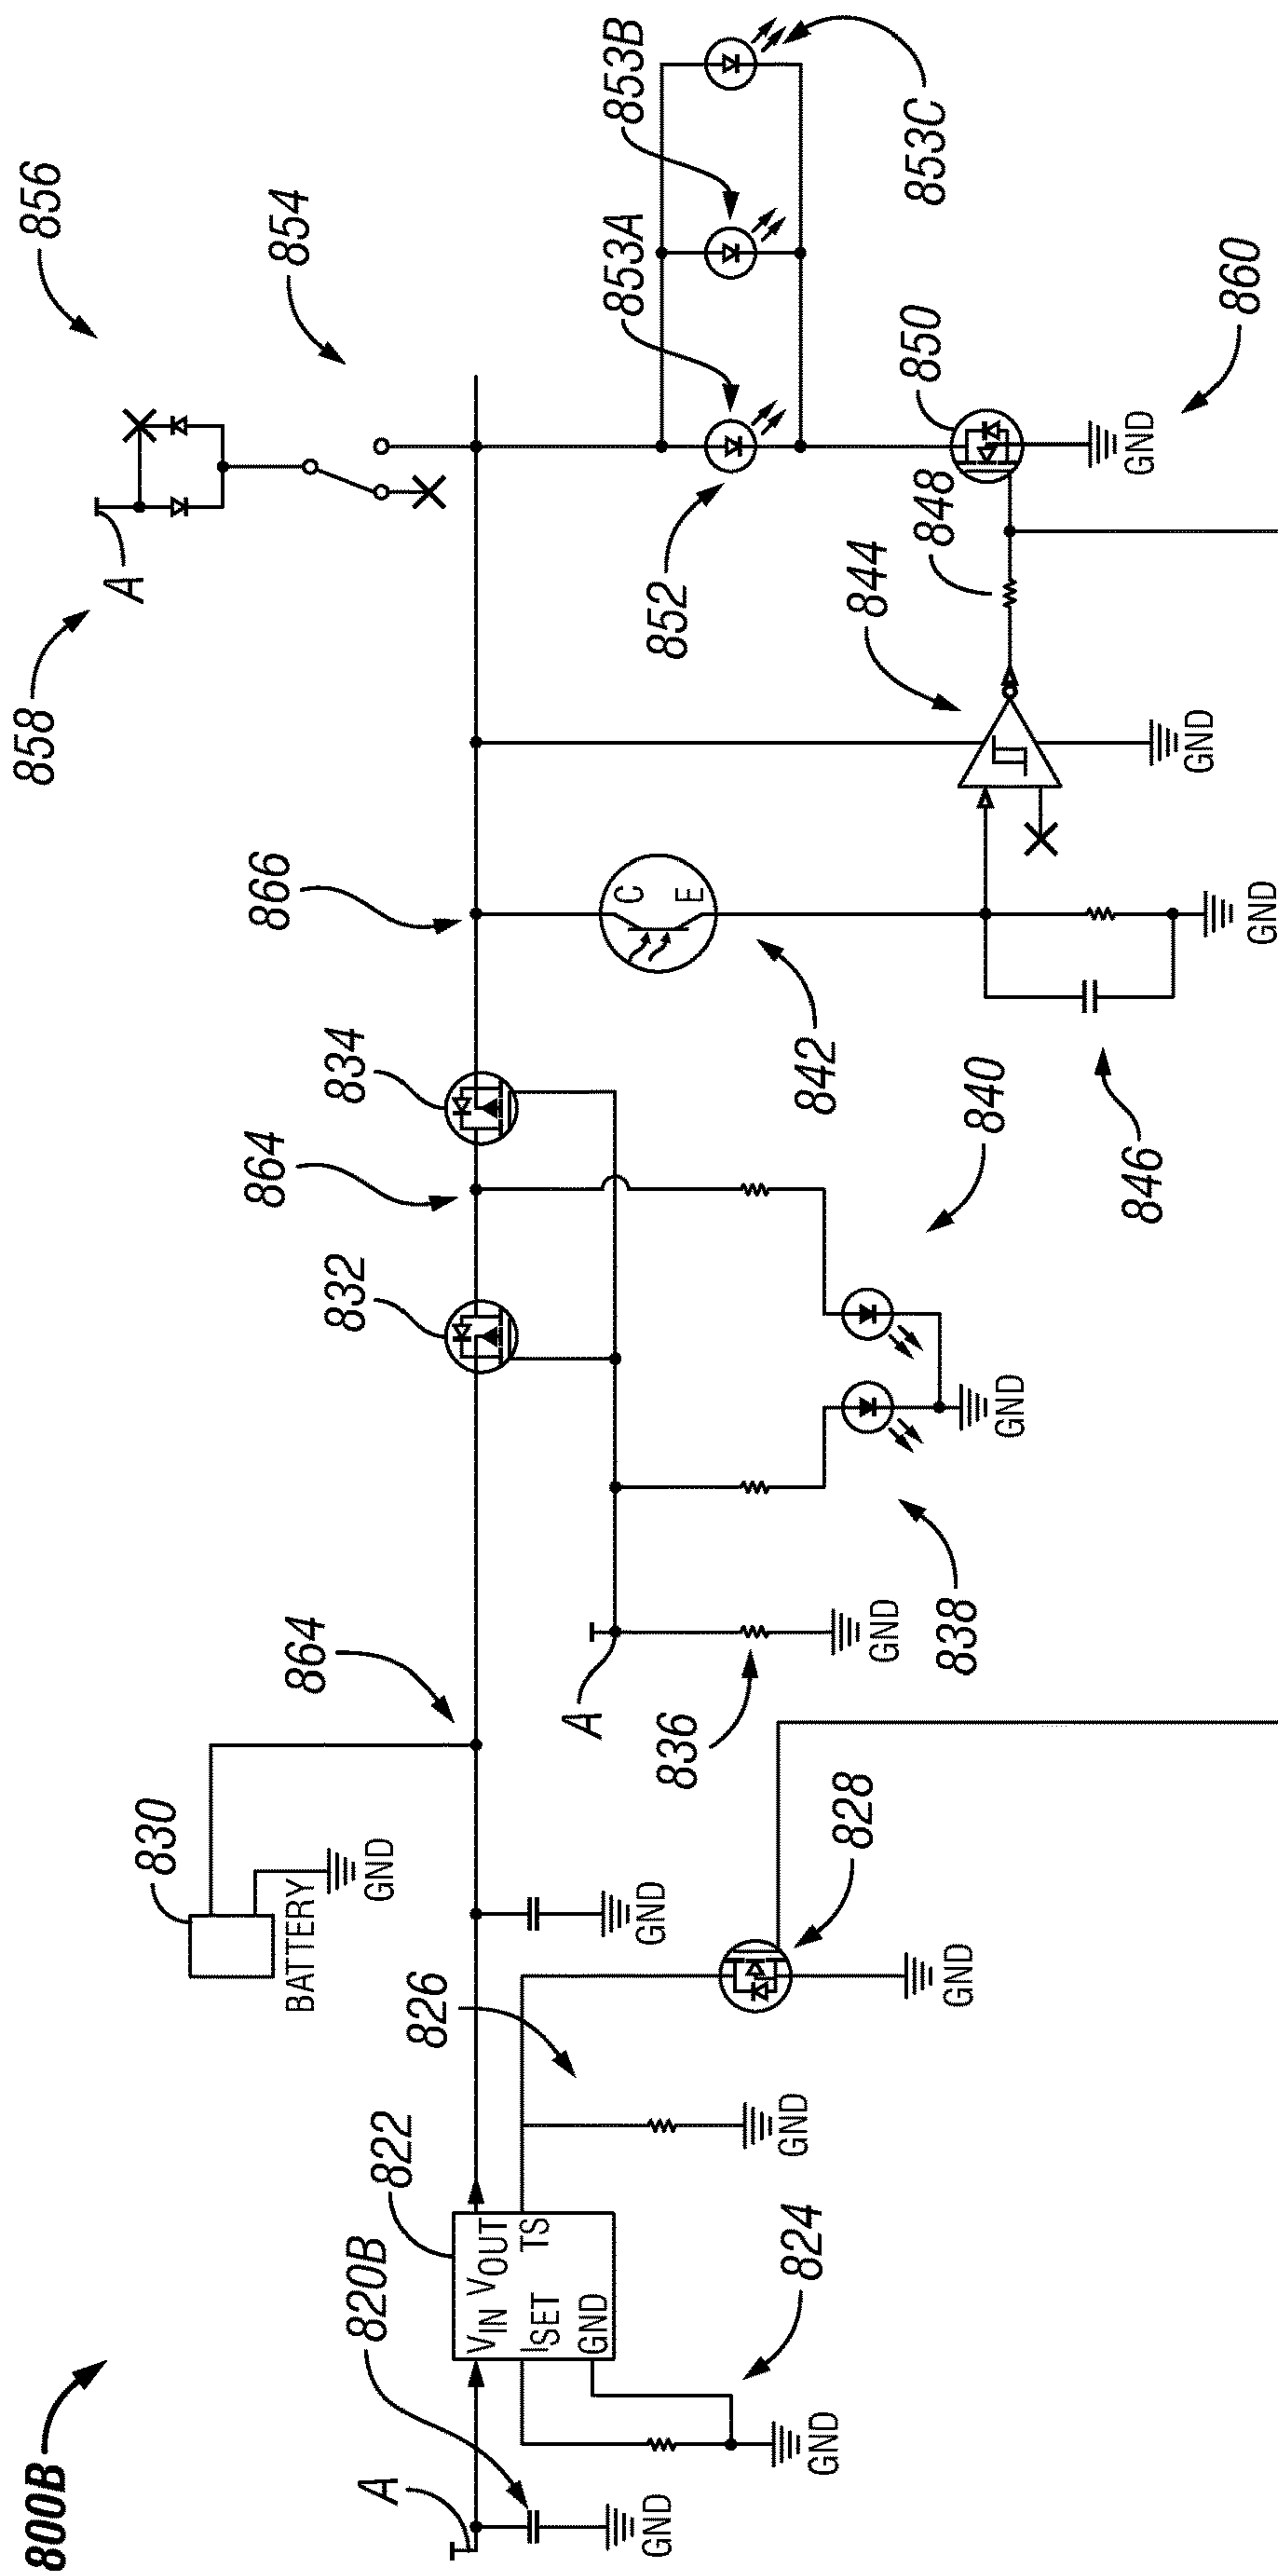 800B
858
856
A
830
854
866
864
864
BATTERY
834
832
GND
A
820B
822
826
VIN VOUT
ISET TS
GND
A
853A
853B
GND
GND
852
836
GND
824
GND
842
828
844
GND
850
853C
848
838
GND
840
GND
GND
846
GND
860
GND